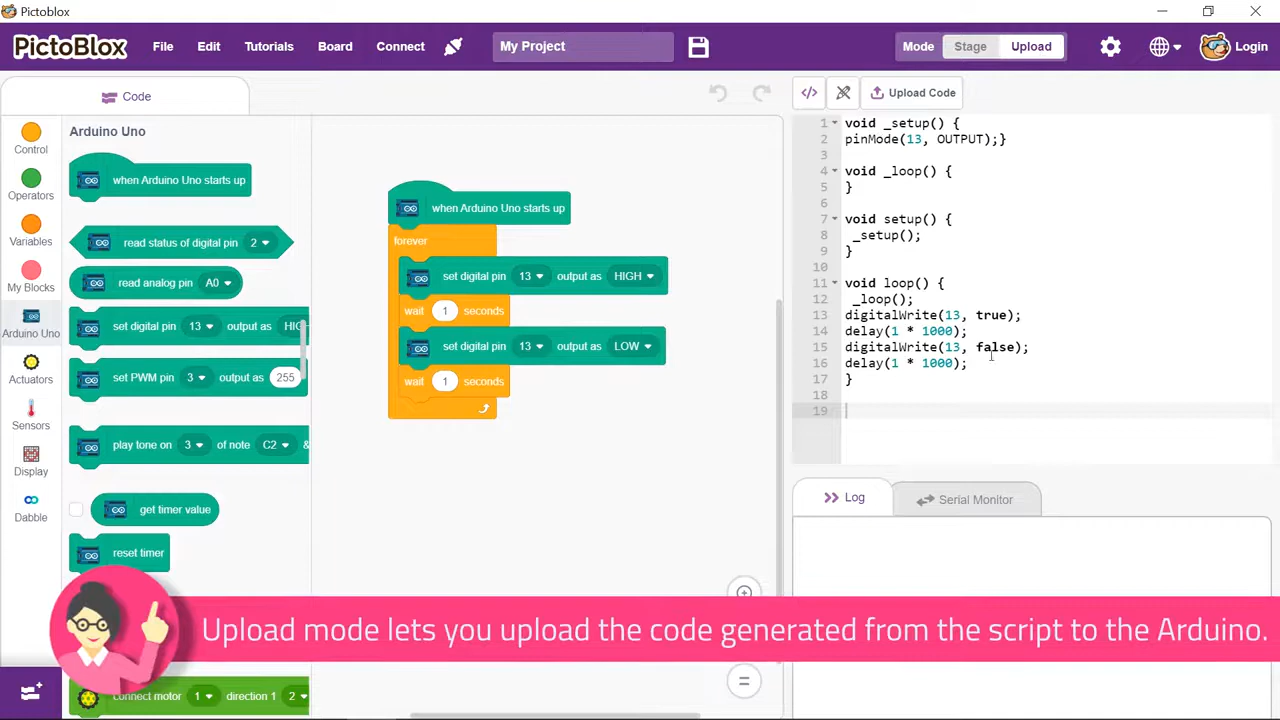 Pictoblox
PictoBlox File Edit Tutorials Board Connect My Project Mode Stage Upload Login
Code
</> Upload Code
Arduino Uno
Control
Operators
Variables
My Blocks
Arduino Uno
Actuators
Sensors
Display
Dabble
when Arduino Uno starts up
read status of digital pin 2
read analog pin A0
set digital pin 13 output as HIG
set PWM pin 3 output as 255
play tone on 3 of note C2 &
get timer value
reset timer
connect motor 1 direction 1 2
when Arduino Uno starts up
forever
set digital pin 13 output as HIGH
wait 1 seconds
set digital pin 13 output as LOW
wait 1 seconds
1 void _setup() {
2 pinMode(13, OUTPUT);}
3
4 void _loop() {
5 }
6
7 void setup() {
8 _setup();
9 }
10
11 void loop() {
12 _loop();
13 digitalWrite(13, true);
14 delay(1 * 1000);
15 digitalWrite(13, false);
16 delay(1 * 1000);
17 }
18
19
Log Serial Monitor
Upload mode lets you upload the code generated from the script to the Arduino.